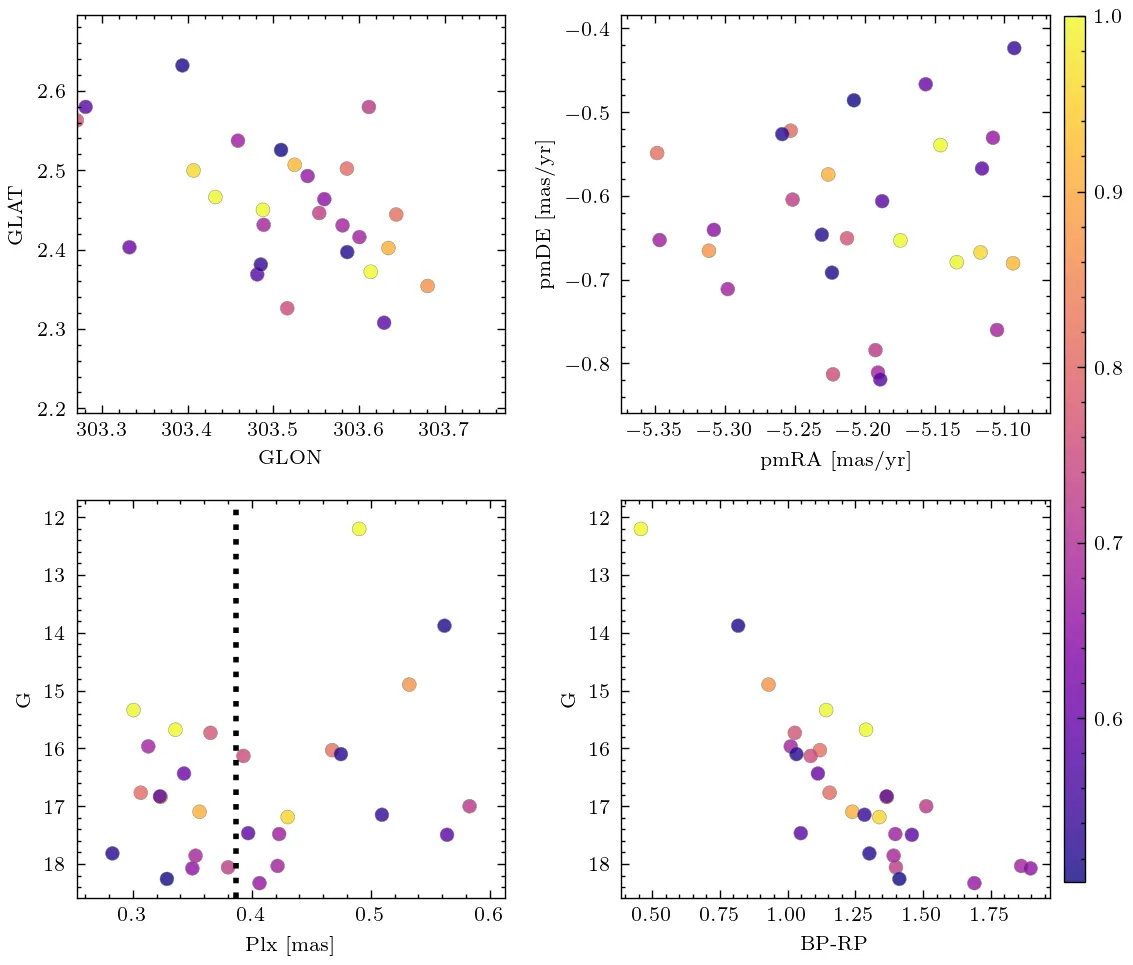 2.6
2.5
2.4
2.3
2.2
GLAT
303.3 303.4 303.5 303.6 303.7
GLON
−0.4
−0.5
−0.6
−0.7
−0.8
pmDE [mas/yr]
−5.35 −5.30 −5.25 −5.20 −5.15 −5.10
pmRA [mas/yr]
1.0
0.9
0.8
0.7
0.6
12
13
14
15
16
17
18
G
0.3 0.4 0.5 0.6
Plx [mas]
12
13
14
15
16
17
18
G
0.50 0.75 1.00 1.25 1.50 1.75
BP-RP